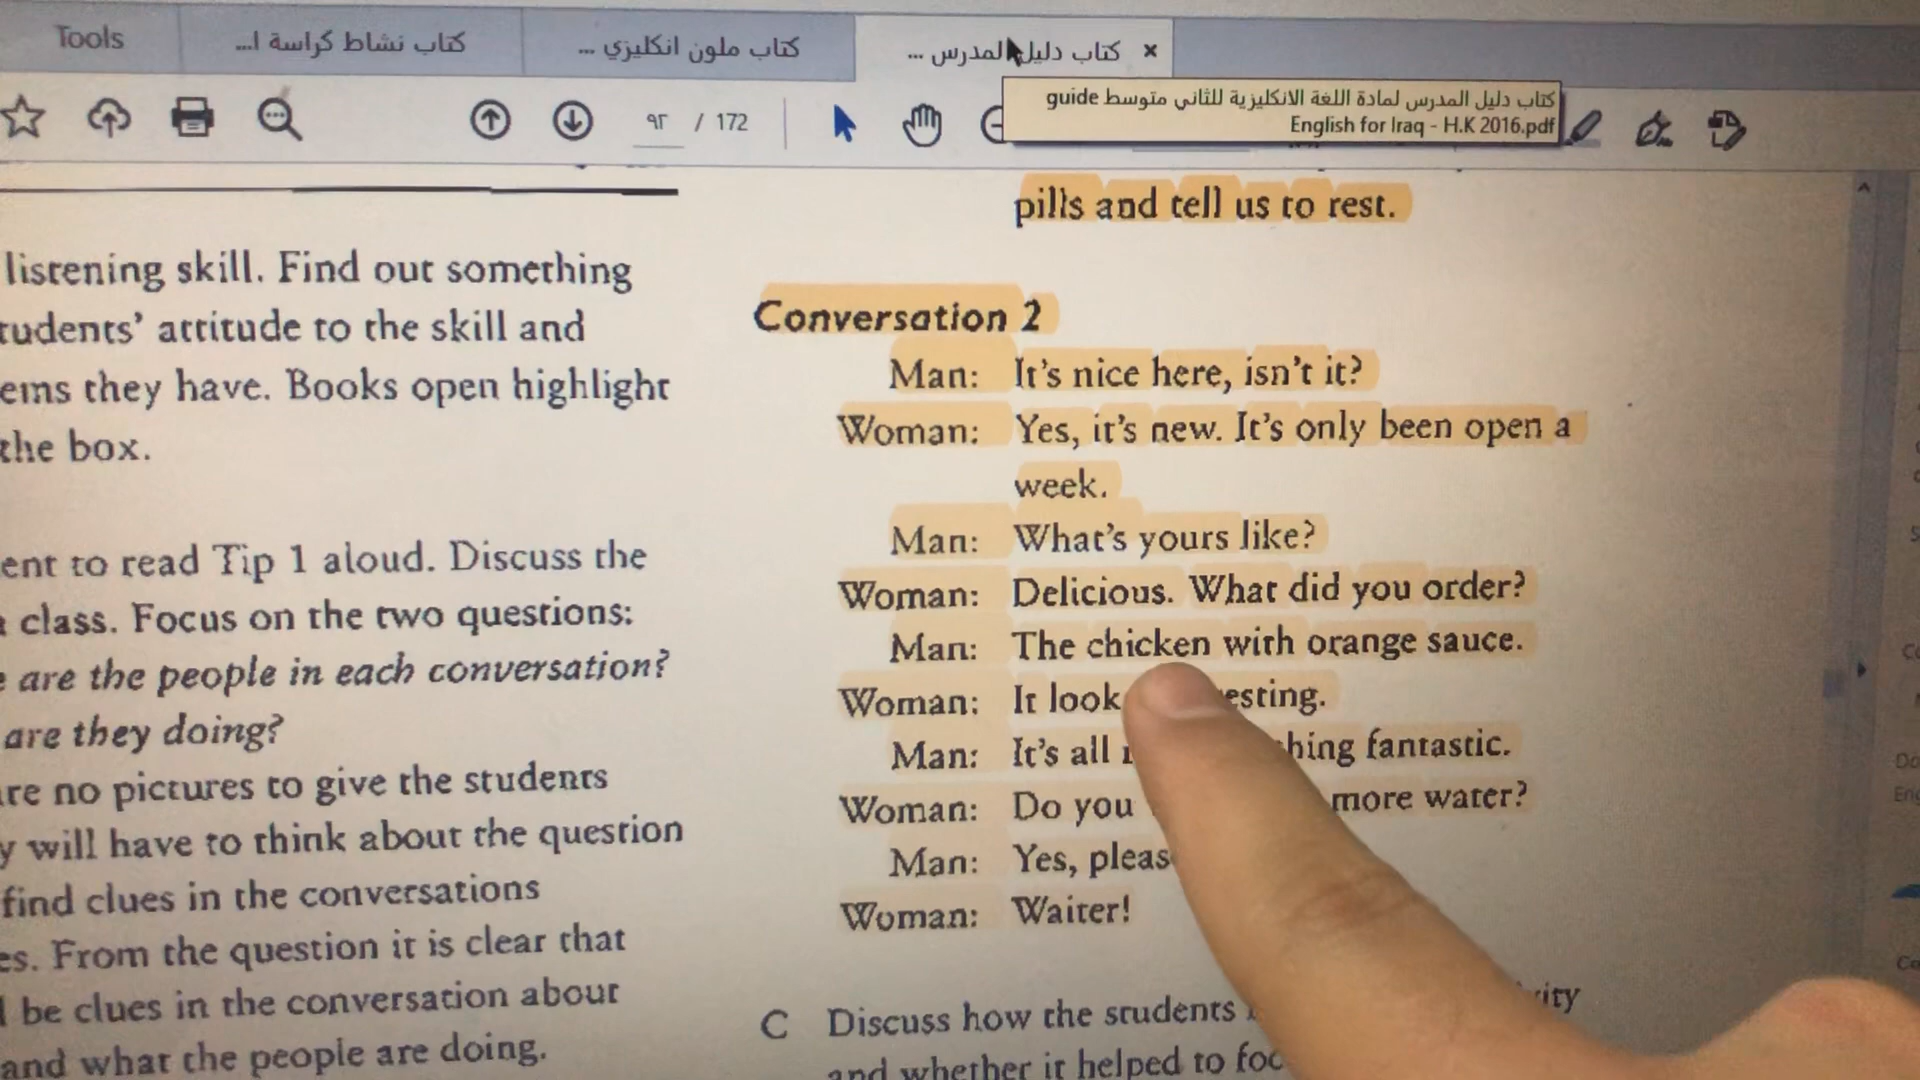 Tools
كتاب نشاط كراسة ا...
كتاب ملون انكليزي ...
كتاب دليل المدرس ...
٩٢ / 172
كتاب دليل المدرس لمادة اللغة الانكليزية للثاني متوسط guide
English for Iraq - H.K 2016.pdf
listening skill. Find out something
tudents' attitude to the skill and
ems they have. Books open highlight
the box.
ent to read Tip 1 aloud. Discuss the
class. Focus on the two questions:
are the people in each conversation?
are they doing?
re no pictures to give the students
y will have to think about the question
find clues in the conversations
es. From the question it is clear that
be clues in the conversation about
and what the people are doing.
pills and tell us to rest.
Conversation 2
Man: It's nice here, isn't it?
Woman: Yes, it's new. It's only been open a
week.
Man: What's yours like?
Woman: Delicious. What did you order?
Man: The chicken with orange sauce.
Woman: It look esting.
Man: It's all hing fantastic.
Woman: Do you more water?
Man: Yes, pleas
Woman: Waiter!
C Discuss how the students
and whether it helped to foc